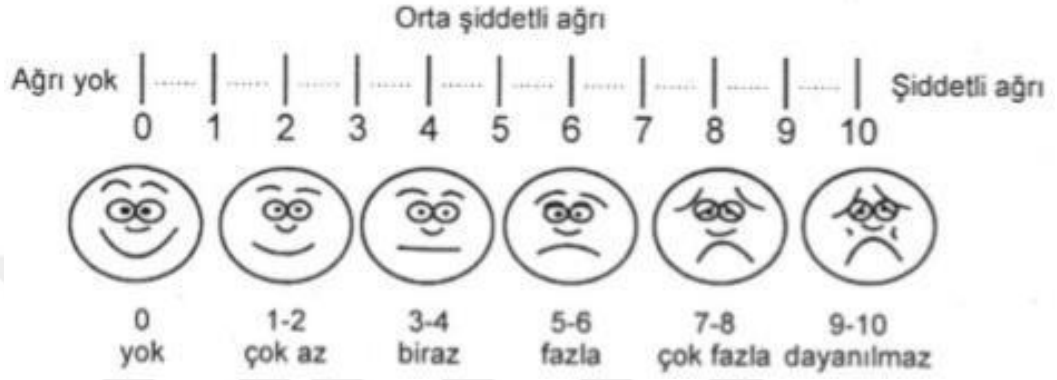 Orta şiddetli ağrı
Ağrı yok
Şiddetli ağrı
0 1 2 3 4 5 6 7 8 9 10
0 1-2 3-4 5-6 7-8 9-10
yok çok az biraz fazla çok fazla dayanılmaz